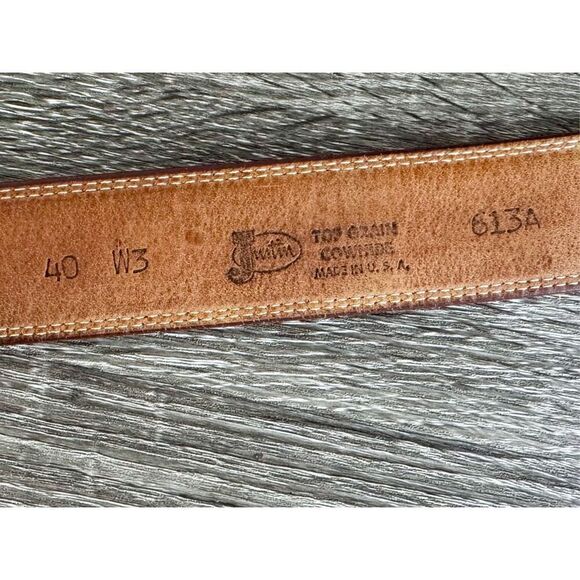 40 W3
Justin
TOP GRAIN
COWHIDE
MADE IN U.S.A.
613A